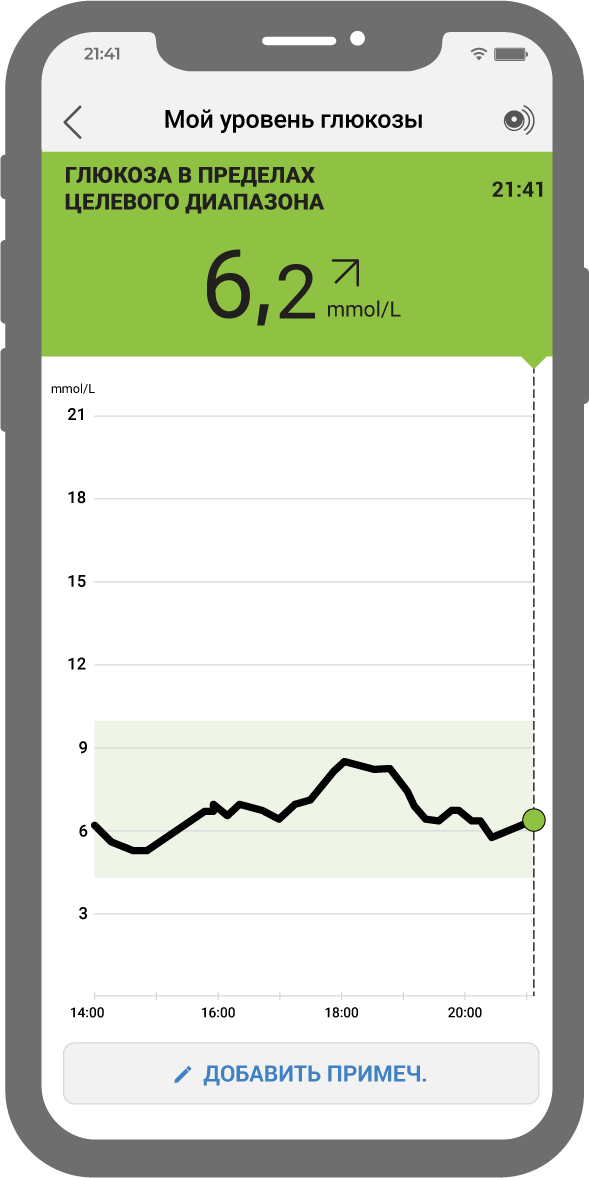 21:41
Мой уровень глюкозы
ГЛЮКОЗА В ПРЕДЕЛАХ
ЦЕЛЕВОГО ДИАПАЗОНА
21:41
6,2
mmol/L
mmol/L
21
18
15
12
9
6
3
14:00 16:00 18:00 20:00
ДОБАВИТЬ ПРИМЕЧ.